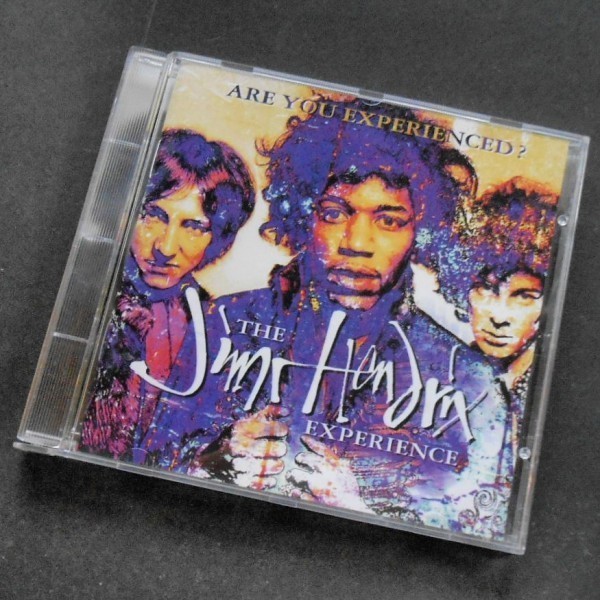 ARE YOU EXPERIENCED?
THE
Jimi Hendrix
EXPERIENCE